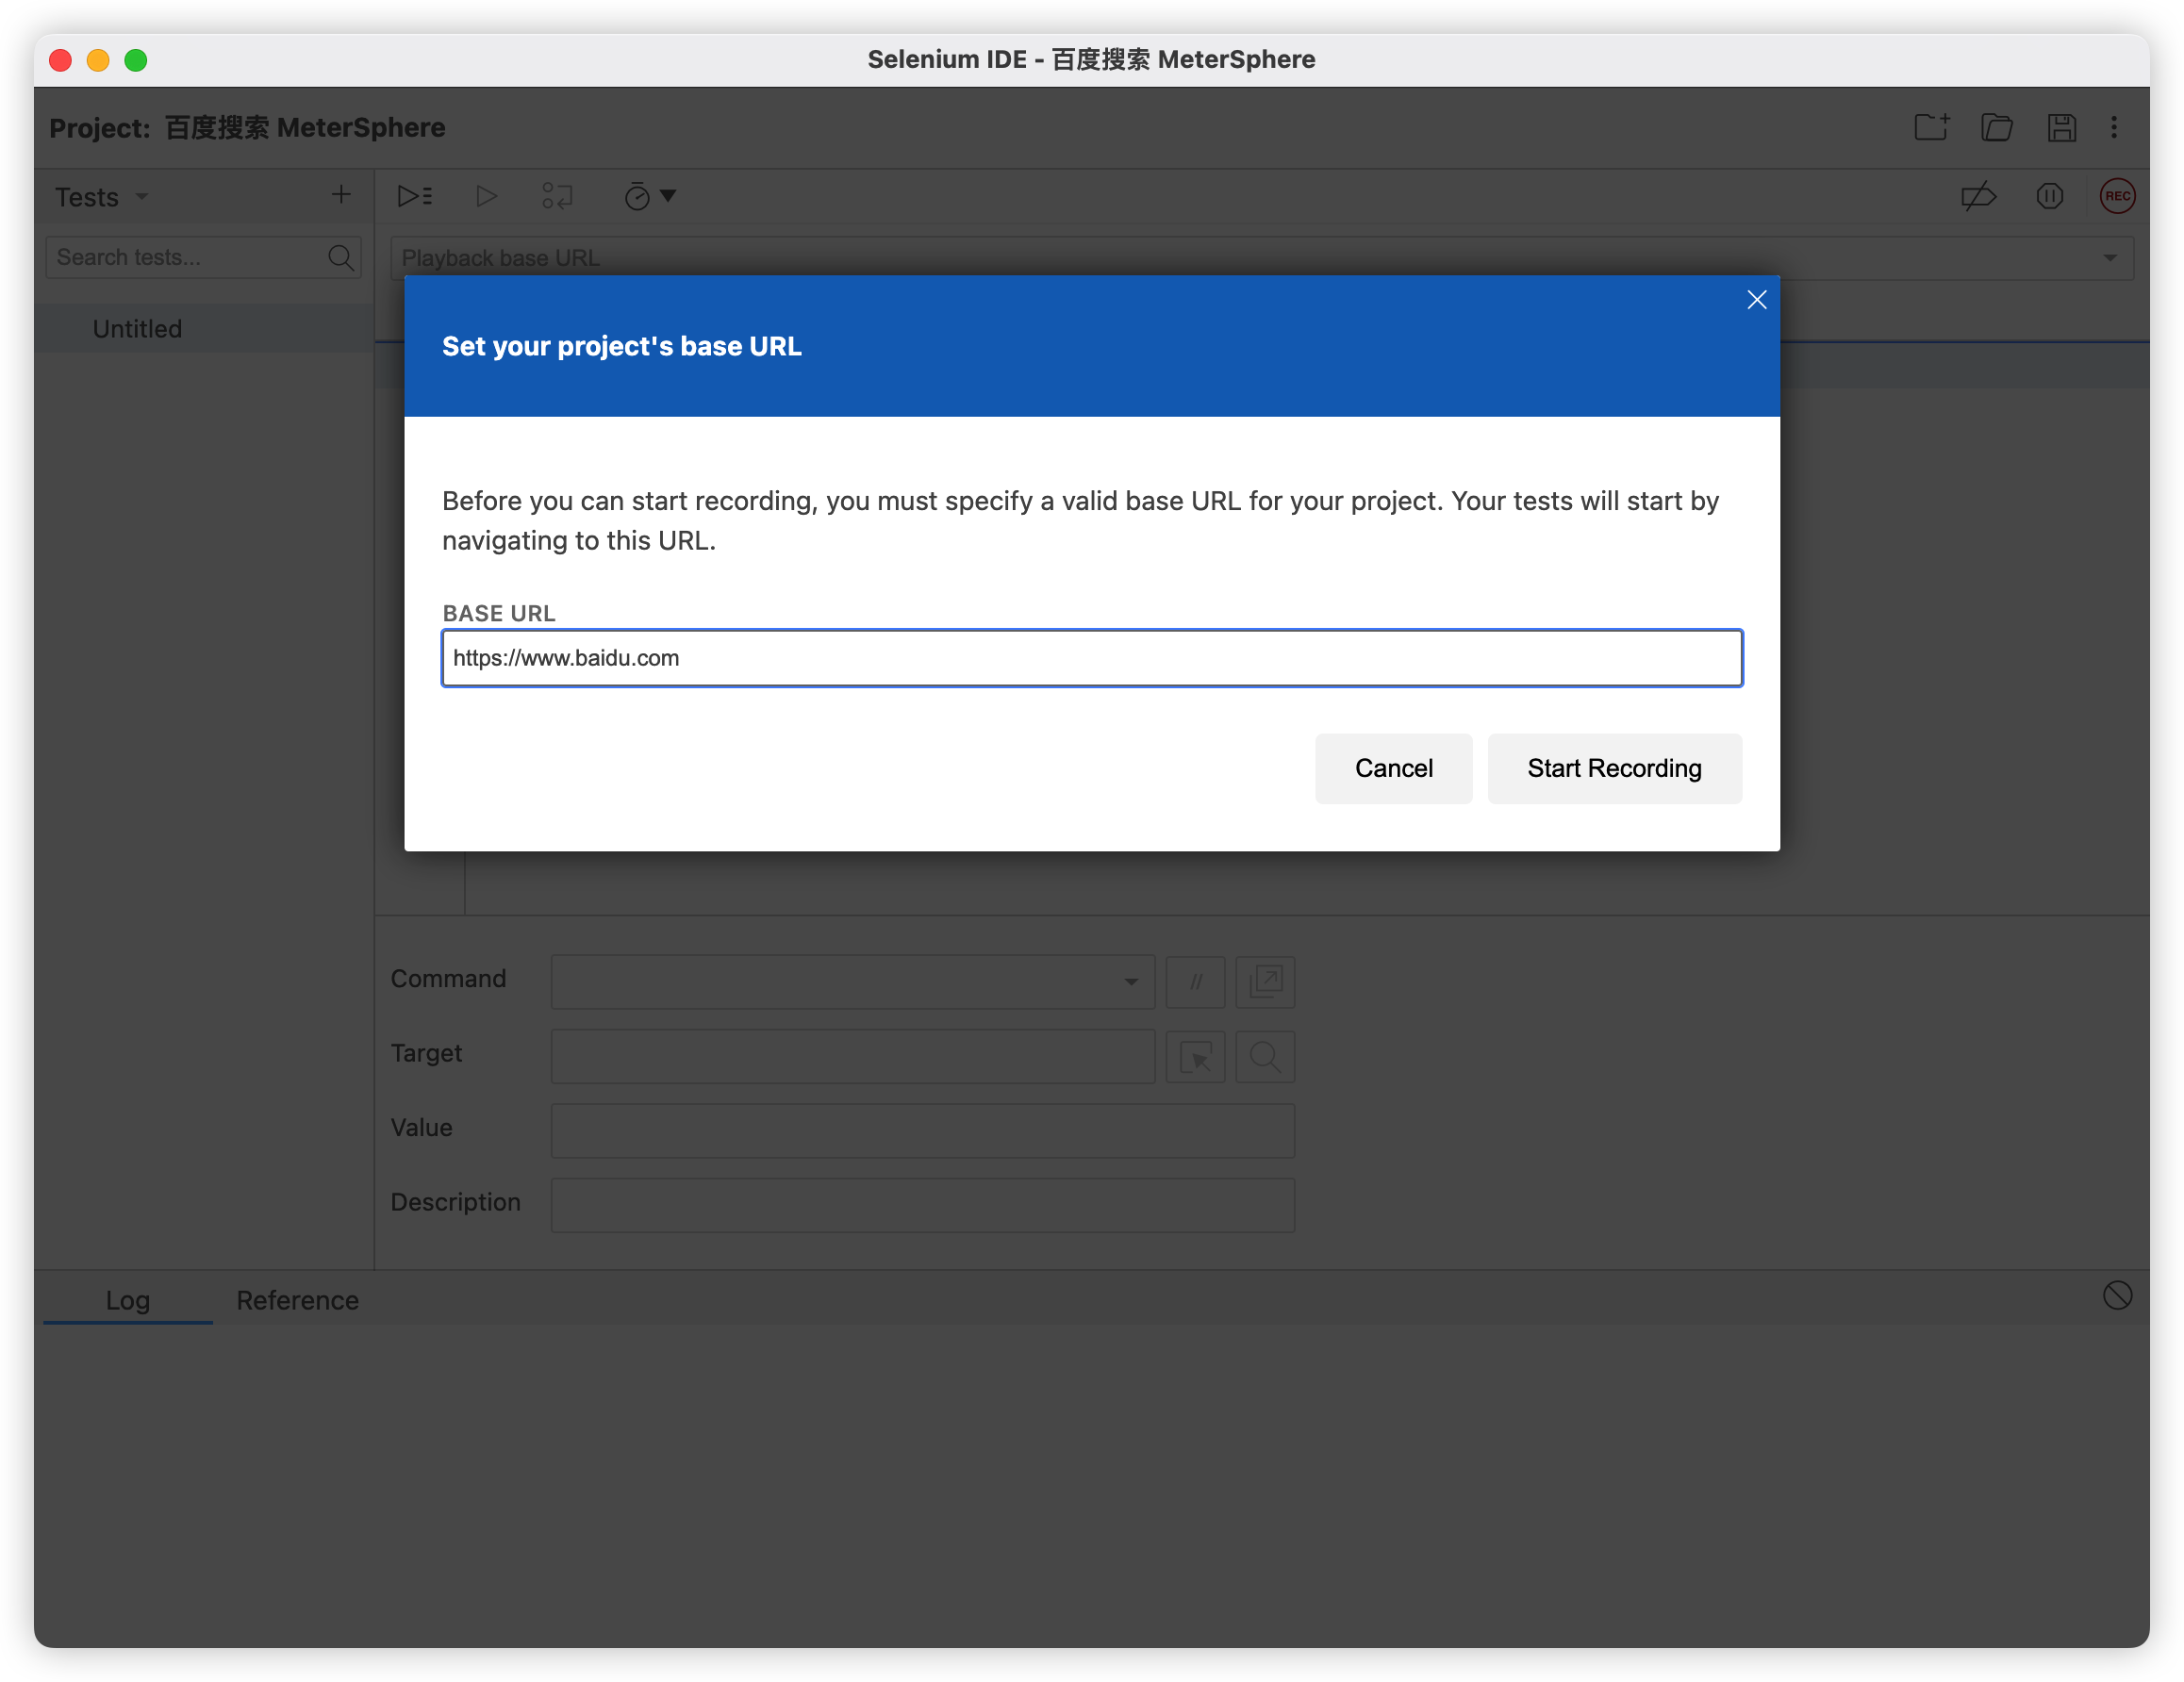 Selenium IDE - 百度搜索 MeterSphere
Project: 百度搜索 MeterSphere
Tests
REC
Search tests...
Playback base URL
Untitled
Set your project's base URL
Before you can start recording, you must specify a valid base URL for your project. Your tests will start by
navigating to this URL.
BASE URL
https://www.baidu.com
Cancel
Start Recording
Command
//
Target
Value
Description
Log
Reference